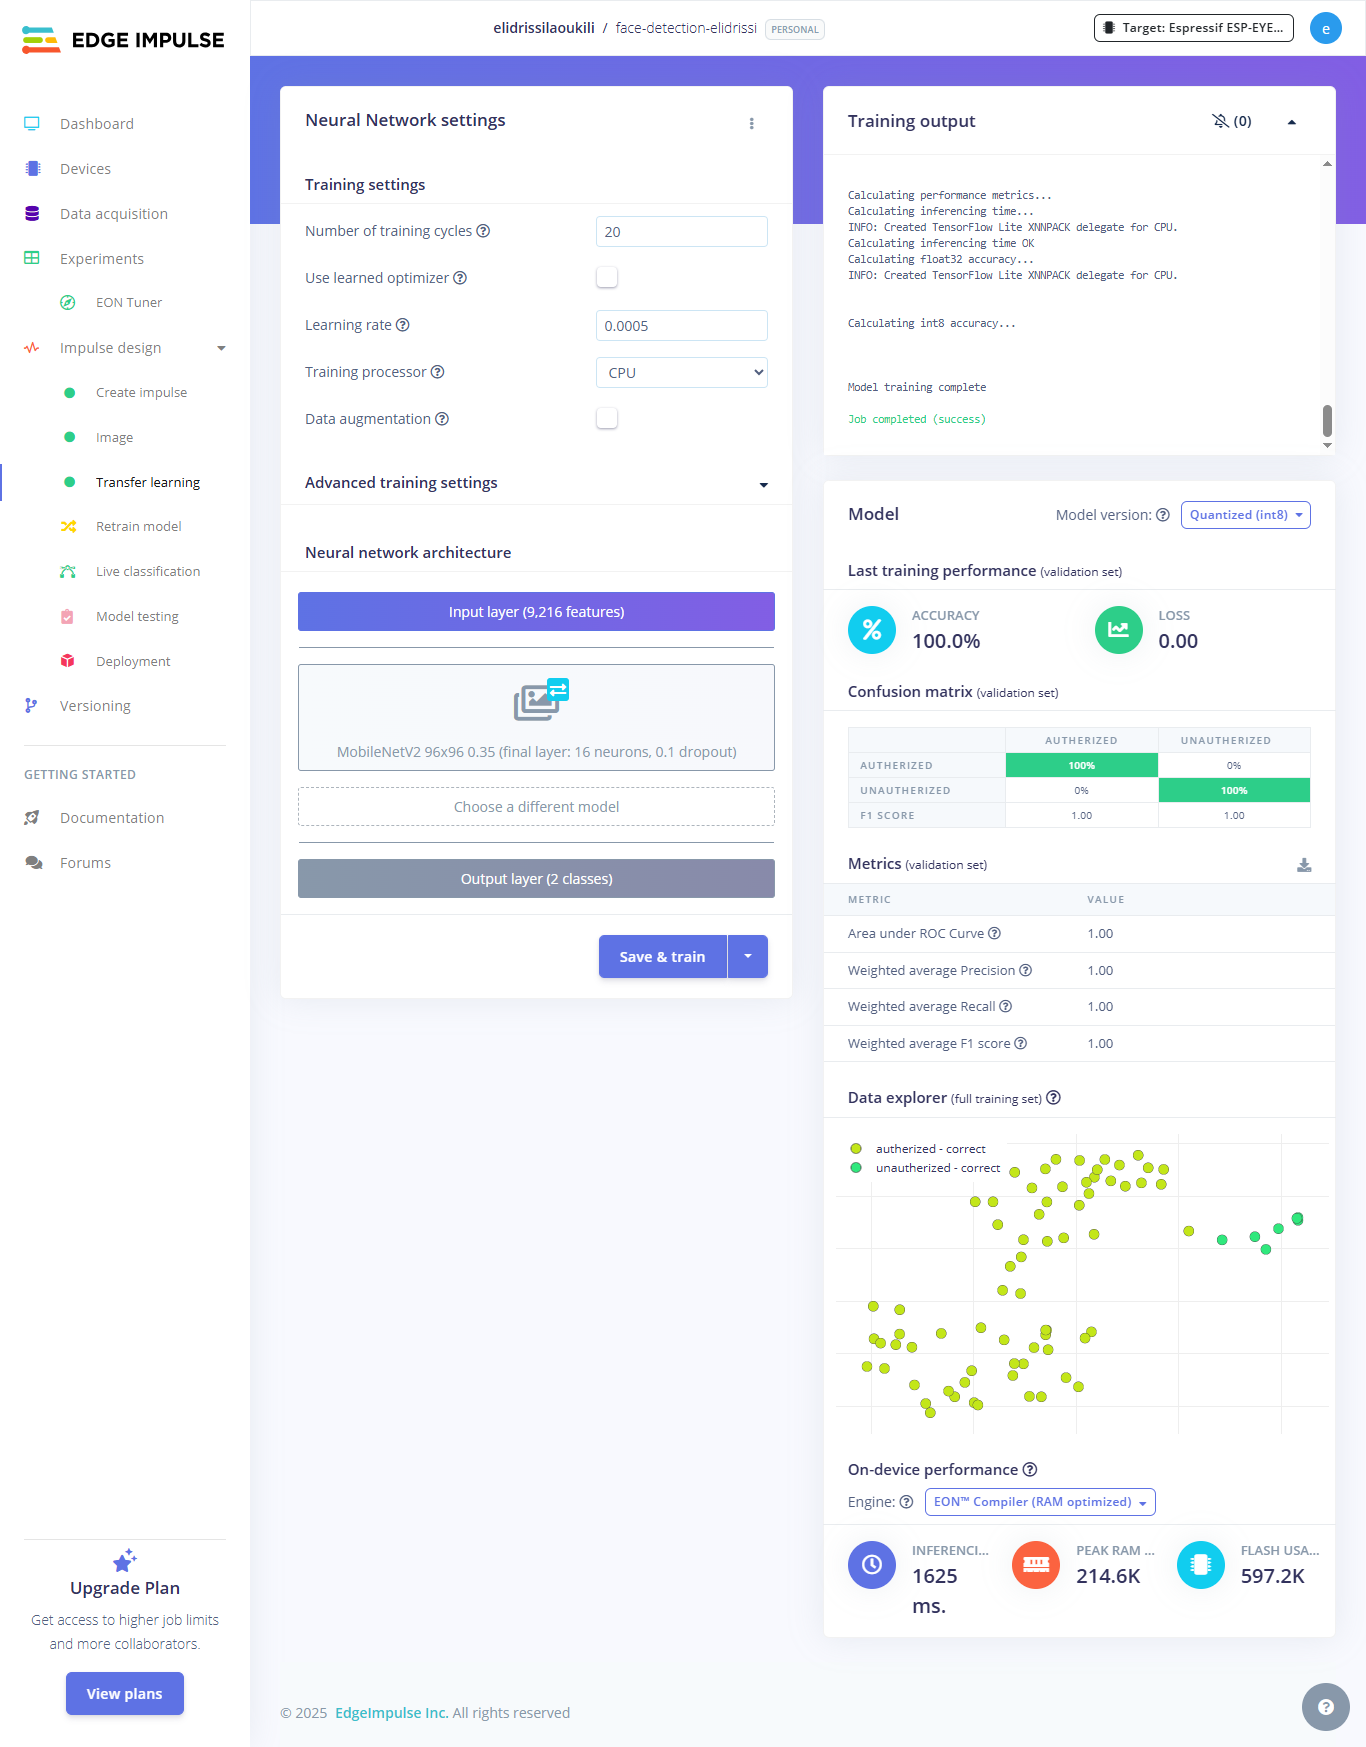 EDGE IMPULSE
elidrissilaoukili / face-detection-elidrissi PERSONAL
Target: Espressif ESP-EYE...
e
Dashboard
Devices
Data acquisition
Experiments
EON Tuner
Impulse design
Create impulse
Image
Transfer learning
Retrain model
Live classification
Model testing
Deployment
Versioning
GETTING STARTED
Documentation
Forums
Upgrade Plan
Get access to higher job limits
and more collaborators.
View plans
Neural Network settings
Training settings
Number of training cycles 20
Use learned optimizer
Learning rate 0.0005
Training processor CPU
Data augmentation
Advanced training settings
Neural network architecture
Input layer (9,216 features)
MobileNetV2 96x96 0.35 (final layer: 16 neurons, 0.1 dropout)
Choose a different model
Output layer (2 classes)
Save & train
Training output
(0)
Calculating performance metrics...
Calculating inferencing time...
INFO: Created TensorFlow Lite XNNPACK delegate for CPU.
Calculating inferencing time OK
Calculating float32 accuracy...
INFO: Created TensorFlow Lite XNNPACK delegate for CPU.
Calculating int8 accuracy...
Model training complete
Job completed (success)
Model
Model version: Quantized (int8)
Last training performance (validation set)
ACCURACY
100.0%
LOSS
0.00
Confusion matrix (validation set)
AUTHERIZED UNAUTHERIZED
AUTHERIZED 100% 0%
UNAUTHERIZED 0% 100%
F1 SCORE 1.00 1.00
Metrics (validation set)
METRIC VALUE
Area under ROC Curve 1.00
Weighted average Precision 1.00
Weighted average Recall 1.00
Weighted average F1 score 1.00
Data explorer (full training set)
autherized - correct
unautherized - correct
On-device performance
Engine: EON™ Compiler (RAM optimized)
INFERENCI...
1625
ms.
PEAK RAM ...
214.6K
FLASH USA...
597.2K
© 2025 EdgeImpulse Inc. All rights reserved